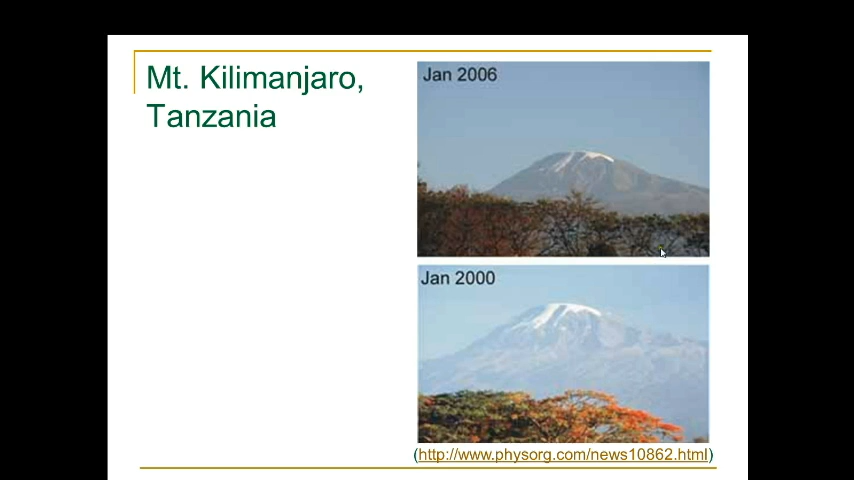 Mt. Kilimanjaro,
Tanzania
Jan 2006
Jan 2000
(http://www.physorg.com/news10862.html)